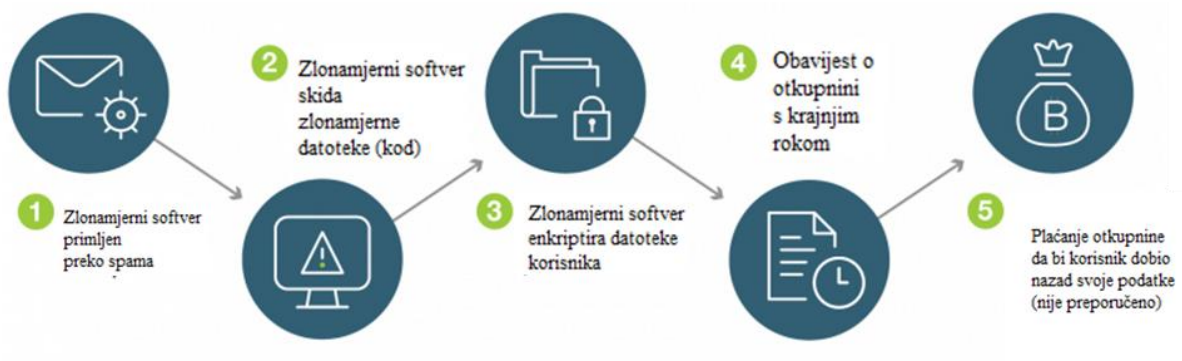 1
Zlonamjerni softver
primljen
preko spama
2
Zlonamjerni softver
skida
zlonamjerne
datoteke (kod)
3
Zlonamjerni softver
enkriptira datoteke
korisnika
4
Obavijest o
otkupnini
s krajnjim
rokom
B
5
Plaćanje otkupnine
da bi korisnik dobio
nazad svoje podatke
(nije preporučeno)